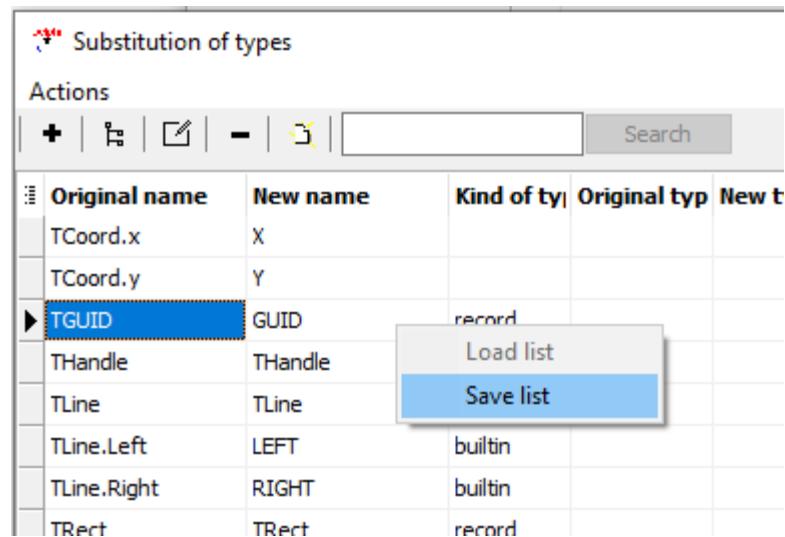 Substitution of types
Actions
Search
Original name New name Kind of typ Original typ New t
TCoord.x X
TCoord.y Y
TGUID GUID record
Load list
THandle THandle
Save list
TLine TLine
TLine.Left LEFT builtin
TLine.Right RIGHT builtin
TRect TRect record